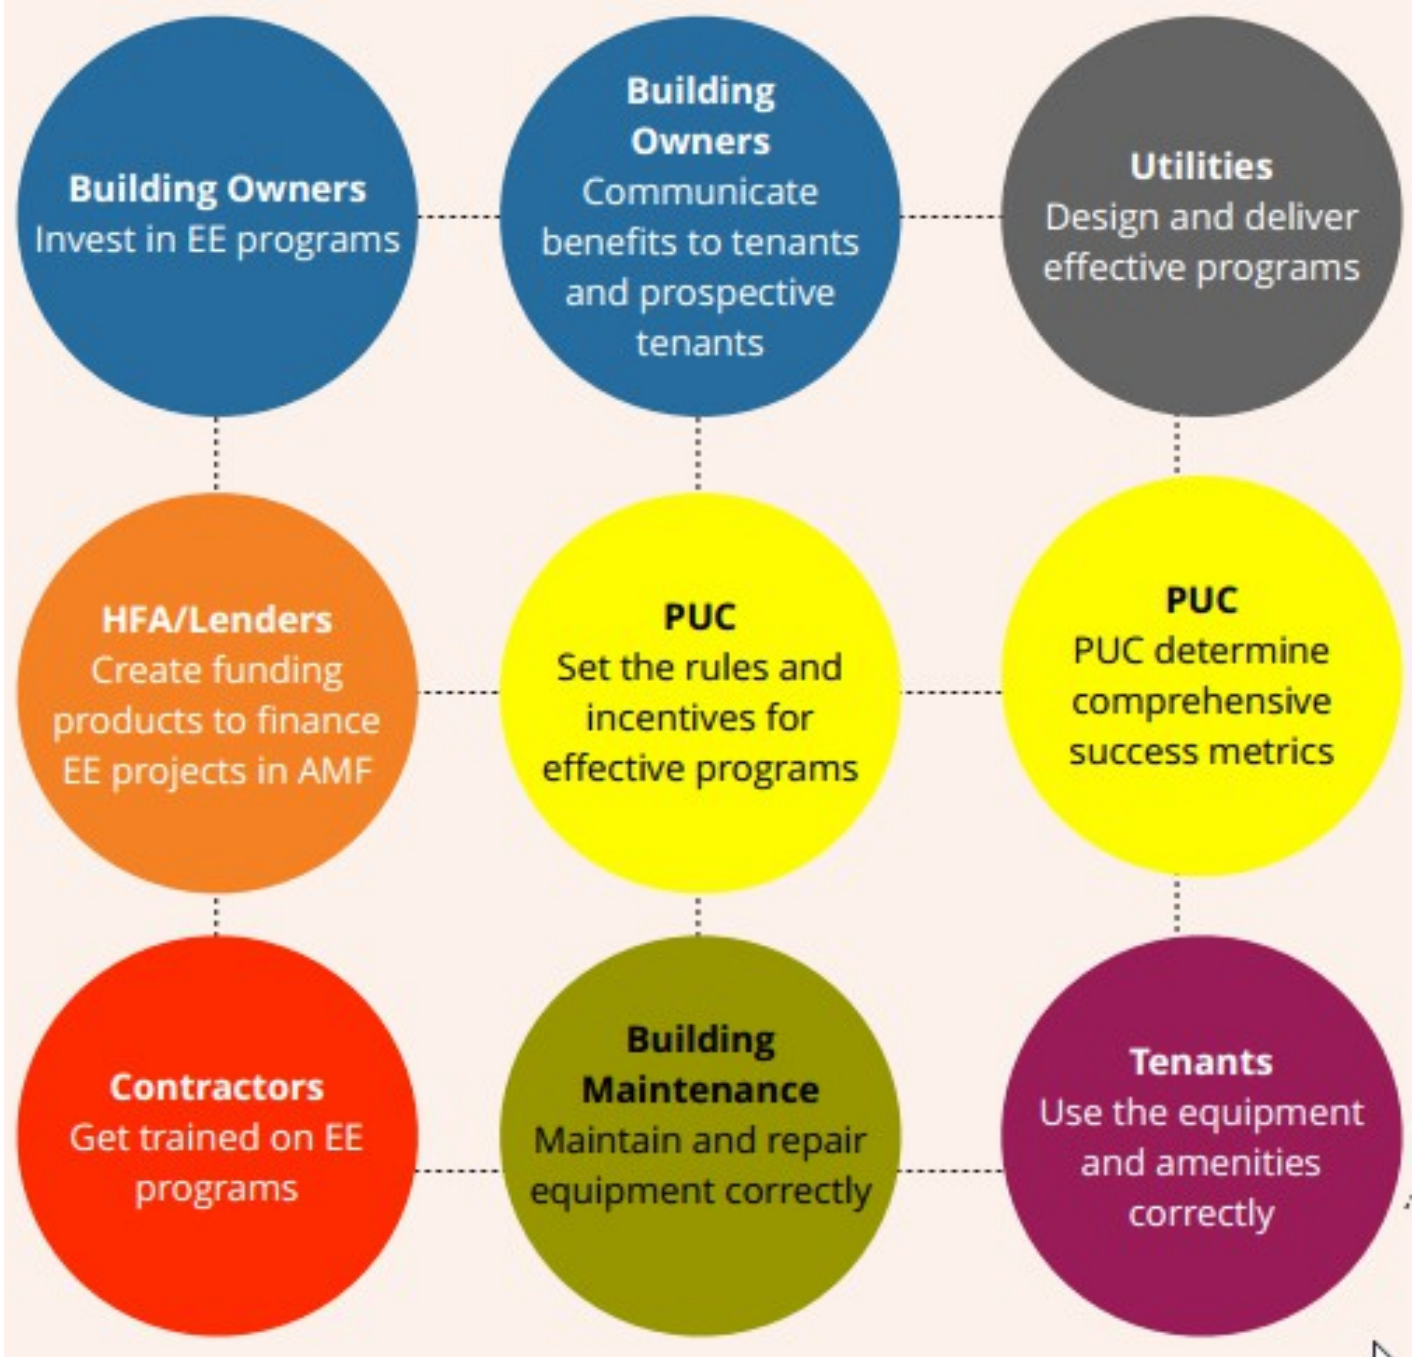 Building Owners
Invest in EE programs
Building
Owners
Communicate
benefits to tenants
and prospective
tenants
Utilities
Design and deliver
effective programs
HFA/Lenders
Create funding
products to finance
EE projects in AMF
PUC
Set the rules and
incentives for
effective programs
PUC
PUC determine
comprehensive
success metrics
Contractors
Get trained on EE
programs
Building
Maintenance
Maintain and repair
equipment correctly
Tenants
Use the equipment
and amenities
correctly